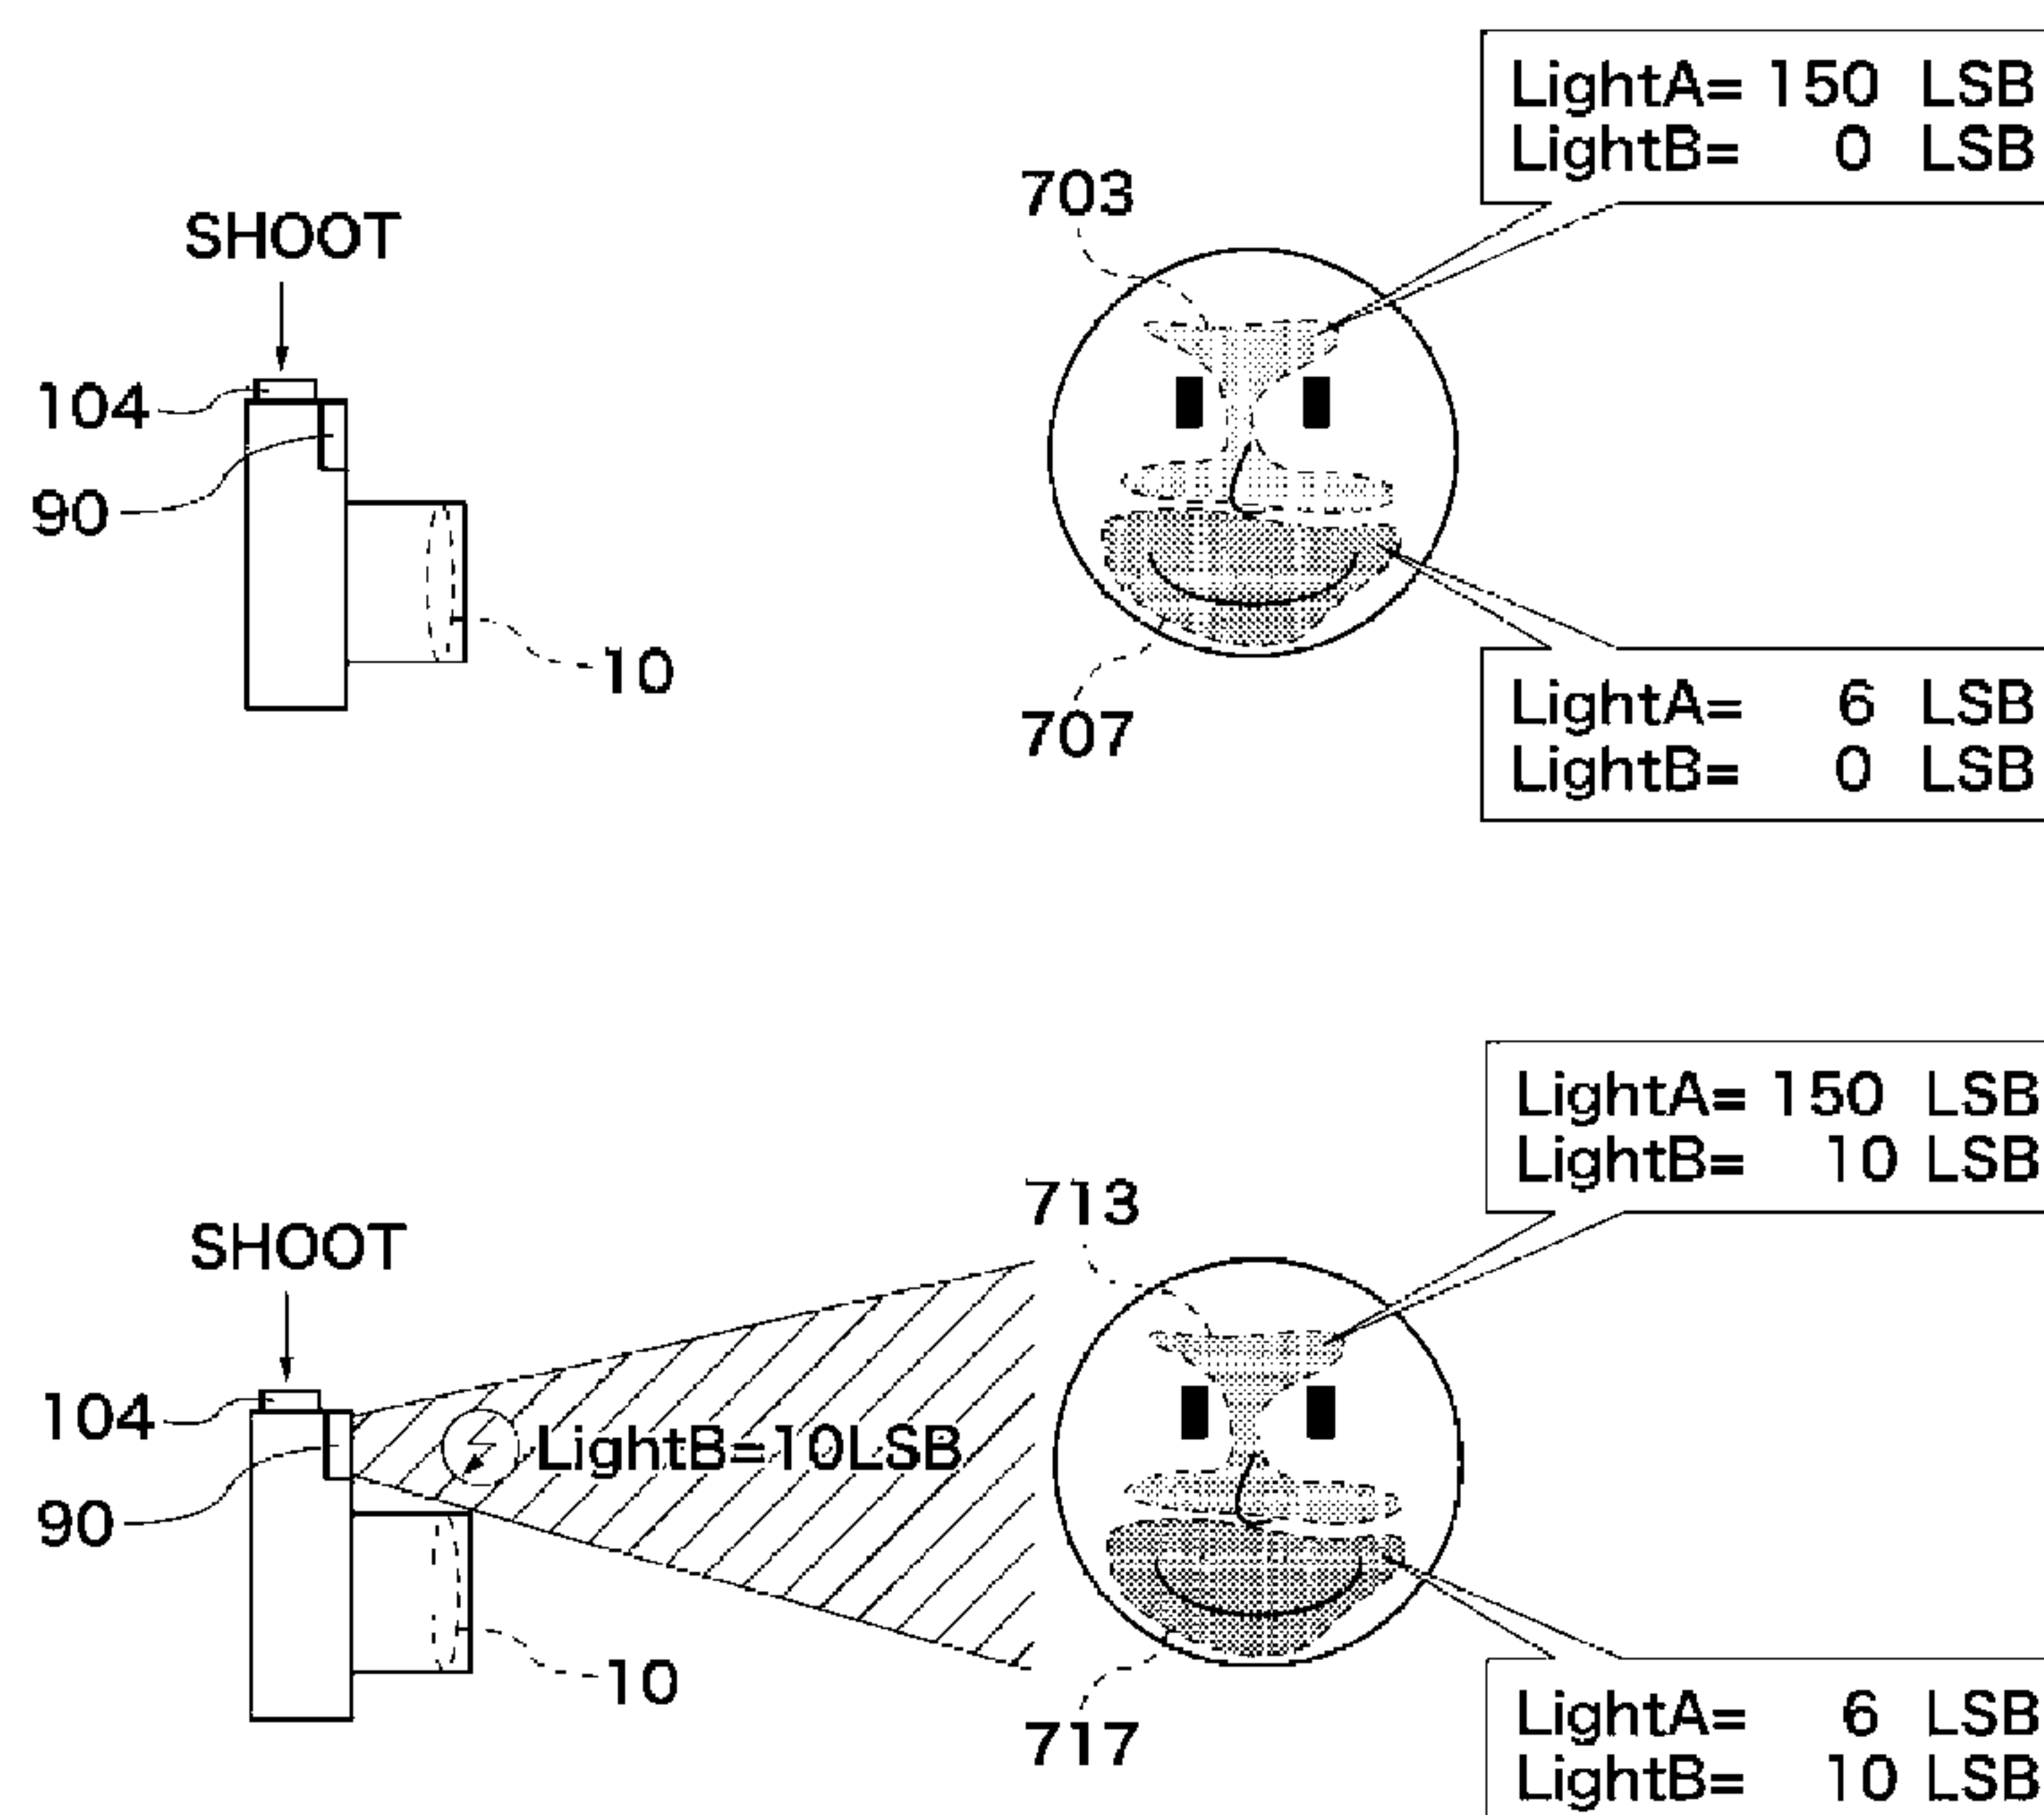 LightA= 150 LSB
LightB= 0 LSB
703
SHOOT
104
90
10
707
LightA= 6 LSB
LightB= 0 LSB
LightA= 150 LSB
LightB= 10 LSB
713
SHOOT
104
LightB=10LSB
90
10
717
LightA= 6 LSB
LightB= 10 LSB